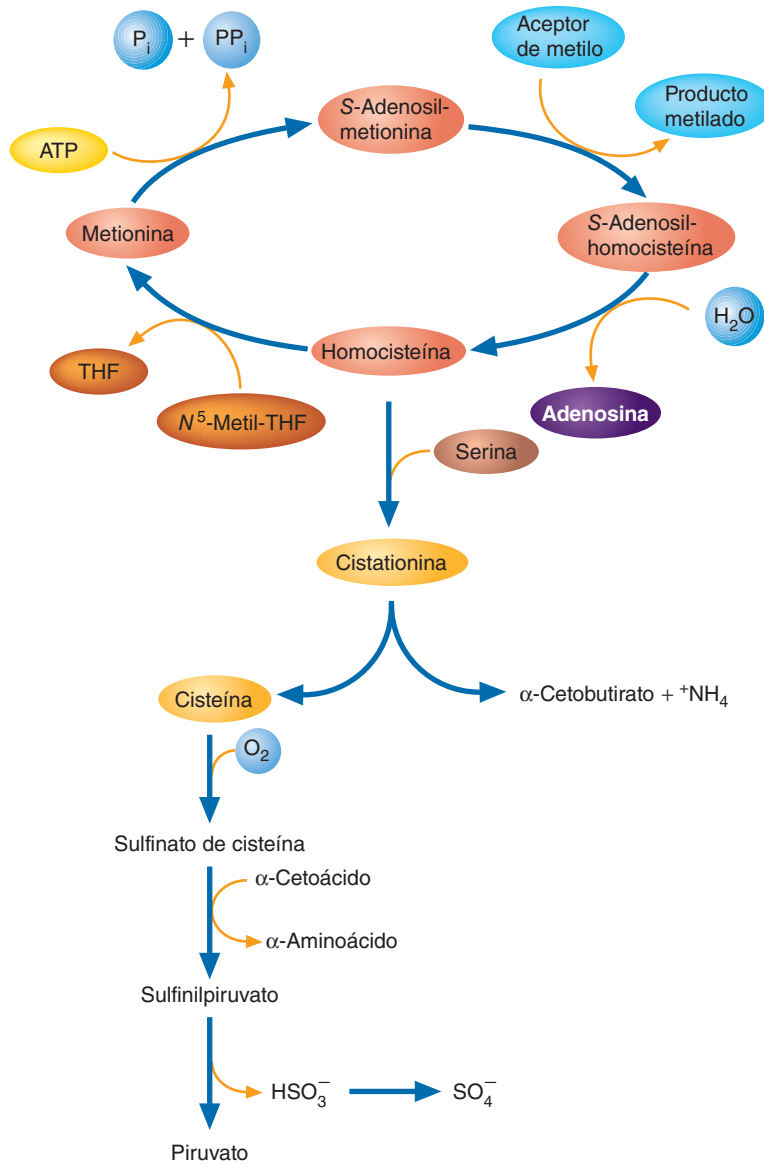 Pi + PPi
Aceptor
de metilo
S-Adenosil-
metionina
Producto
metilado
ATP
Metionina
S-Adenosil-
homocisteína
H2O
Homocisteína
THF
N5-Metil-THF
Adenosina
Serina
Cistationina
Cisteína
α-Cetobutirato + +NH4
O2
Sulfinato de cisteína
α-Cetoácido
α-Aminoácido
Sulfinilpiruvato
HSO3−
SO4−
Piruvato